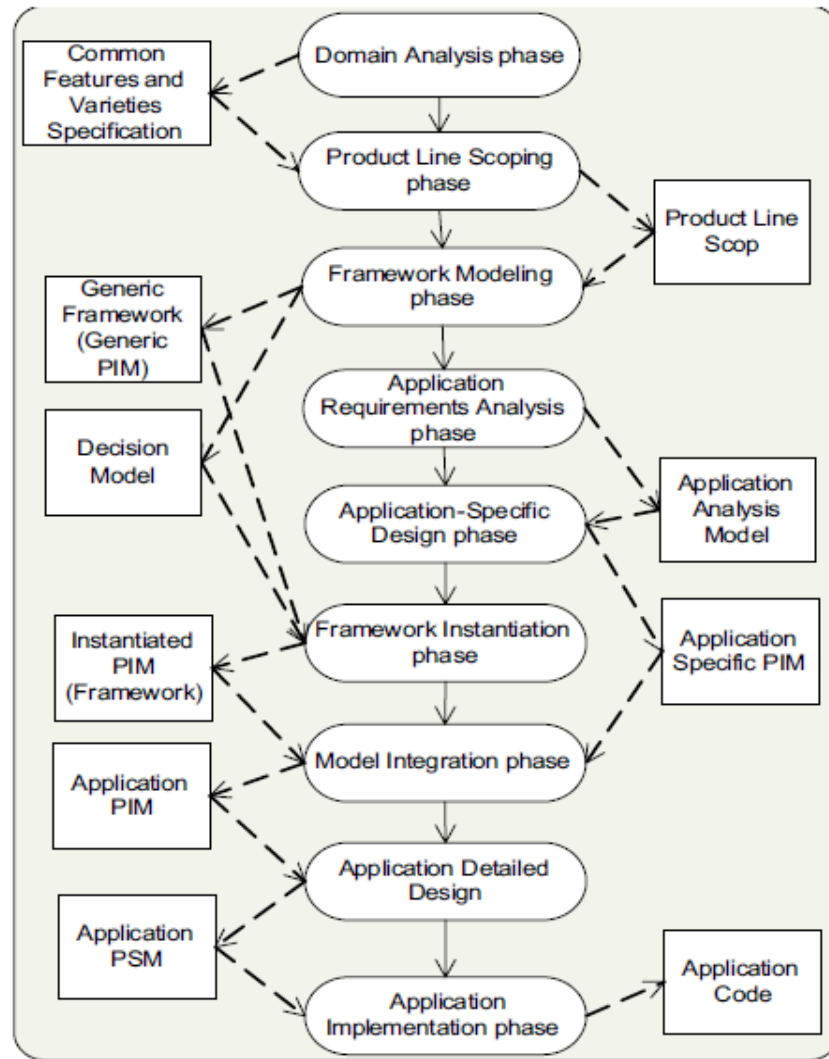 Common
Features and
Varieties
Specification
Domain Analysis phase
Product Line Scoping
phase
Product Line
Scop
Framework Modeling
phase
Generic
Framework
(Generic
PIM)
Application
Requirements Analysis
phase
Decision
Model
Application-Specific
Design phase
Application
Analysis
Model
Framework Instantiation
phase
Instantiated
PIM
(Framework)
Application
Specific PIM
Model Integration phase
Application
PIM
Application Detailed
Design
Application
PSM
Application
Implementation phase
Application
Code